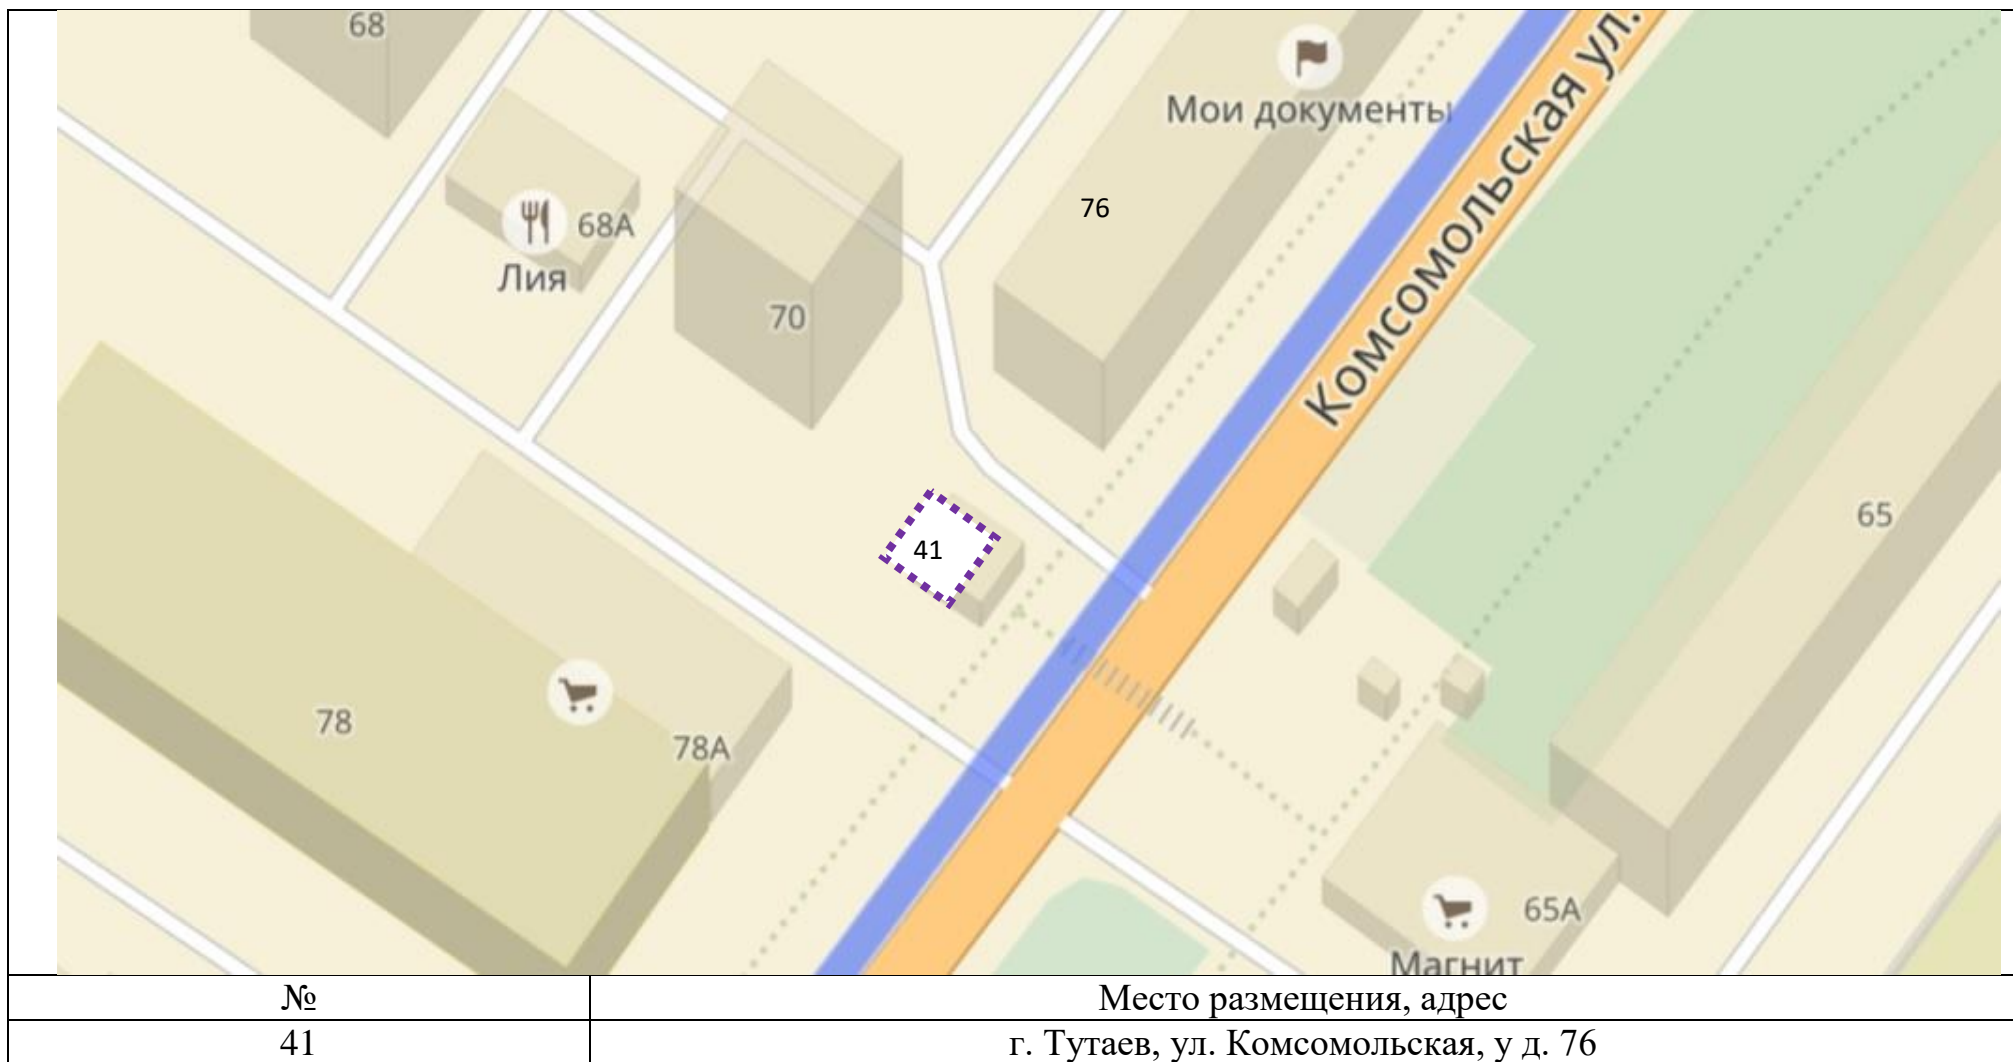 68
Мои документы
Комсомольская ул.
76
68А
Лия
70
65
41
78
78А
65А
Магнит
№ Место размещения, адрес
41 г. Тутаев, ул. Комсомольская, у д. 76